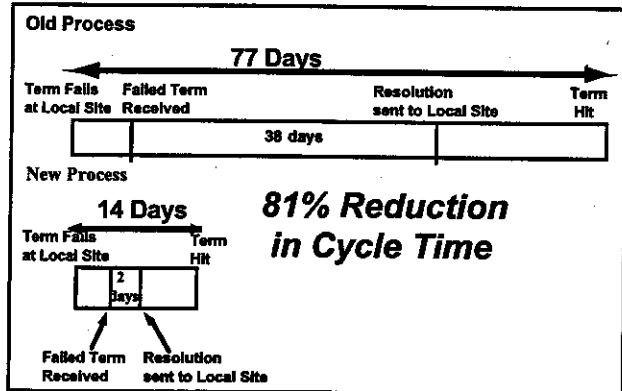 Old Process
77 Days
Term Fails
at Local Site
Failed Term
Received
Resolution
sent to Local Site
Term
Hit
38 days
New Process
14 Days
81% Reduction
in Cycle Time
Term Fails
at Local Site
Term
Hit
2
days
Failed Term
Received
Resolution
sent to Local Site